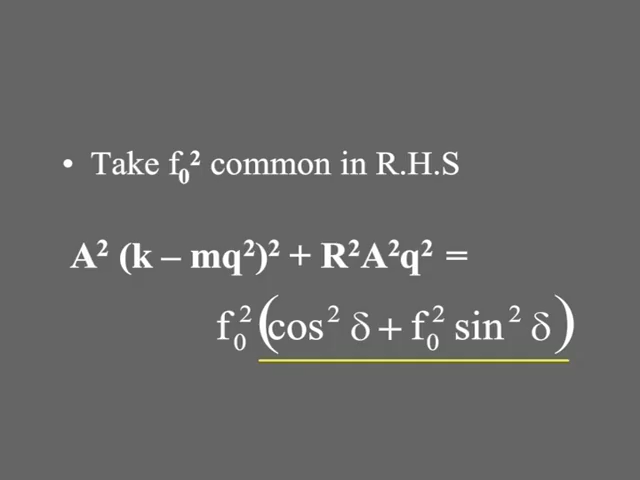 • Take f₀² common in R.H.S
A² (k – mq²)² + R²A²q² =
f₀²(cos² δ + f₀² sin² δ)